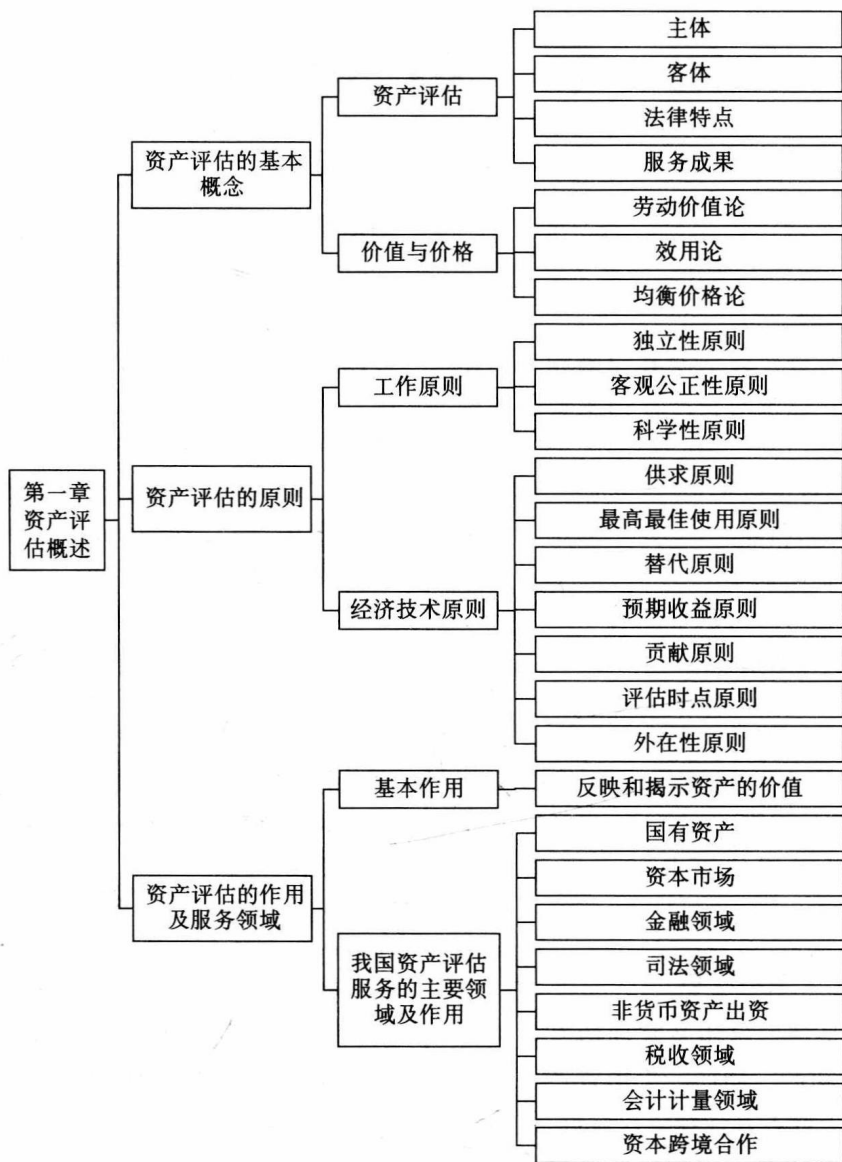 第一章
资产评
估概述
资产评估的基本
概念
资产评估
主体
客体
法律特点
服务成果
价值与价格
劳动价值论
效用论
均衡价格论
资产评估的原则
工作原则
独立性原则
客观公正性原则
科学性原则
经济技术原则
供求原则
最高最佳使用原则
替代原则
预期收益原则
贡献原则
评估时点原则
外在性原则
资产评估的作用
及服务领域
基本作用
反映和揭示资产的价值
我国资产评估
服务的主要领
域及作用
国有资产
资本市场
金融领域
司法领域
非货币资产出资
税收领域
会计计量领域
资本跨境合作